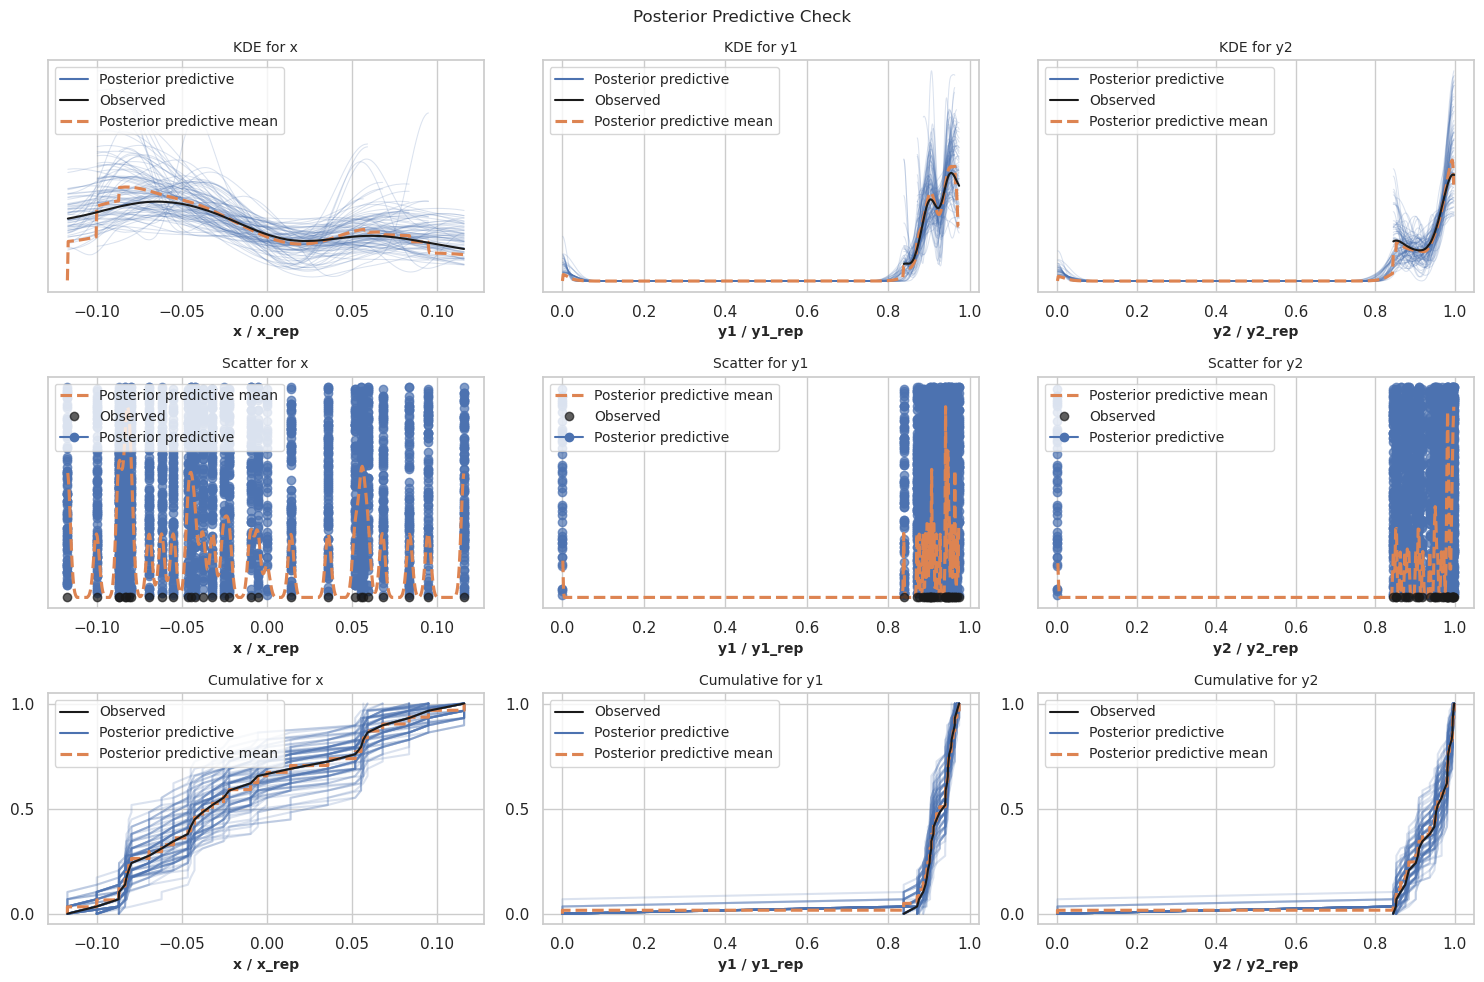 Posterior Predictive Check
KDE for x
Posterior predictive
Observed
Posterior predictive mean
−0.10 −0.05 0.00 0.05 0.10
x / x_rep
KDE for y1
Posterior predictive
Observed
Posterior predictive mean
0.0 0.2 0.4 0.6 0.8 1.0
y1 / y1_rep
KDE for y2
Posterior predictive
Observed
Posterior predictive mean
0.0 0.2 0.4 0.6 0.8 1.0
y2 / y2_rep
Scatter for x
Posterior predictive mean
Observed
Posterior predictive
−0.10 −0.05 0.00 0.05 0.10
x / x_rep
Scatter for y1
Posterior predictive mean
Observed
Posterior predictive
0.0 0.2 0.4 0.6 0.8 1.0
y1 / y1_rep
Scatter for y2
Posterior predictive mean
Observed
Posterior predictive
0.0 0.2 0.4 0.6 0.8 1.0
y2 / y2_rep
Cumulative for x
Observed
Posterior predictive
Posterior predictive mean
1.0
0.5
0.0
−0.10 −0.05 0.00 0.05 0.10
x / x_rep
Cumulative for y1
Observed
Posterior predictive
Posterior predictive mean
1.0
0.5
0.0
0.0 0.2 0.4 0.6 0.8 1.0
y1 / y1_rep
Cumulative for y2
Observed
Posterior predictive
Posterior predictive mean
1.0
0.5
0.0
0.0 0.2 0.4 0.6 0.8 1.0
y2 / y2_rep